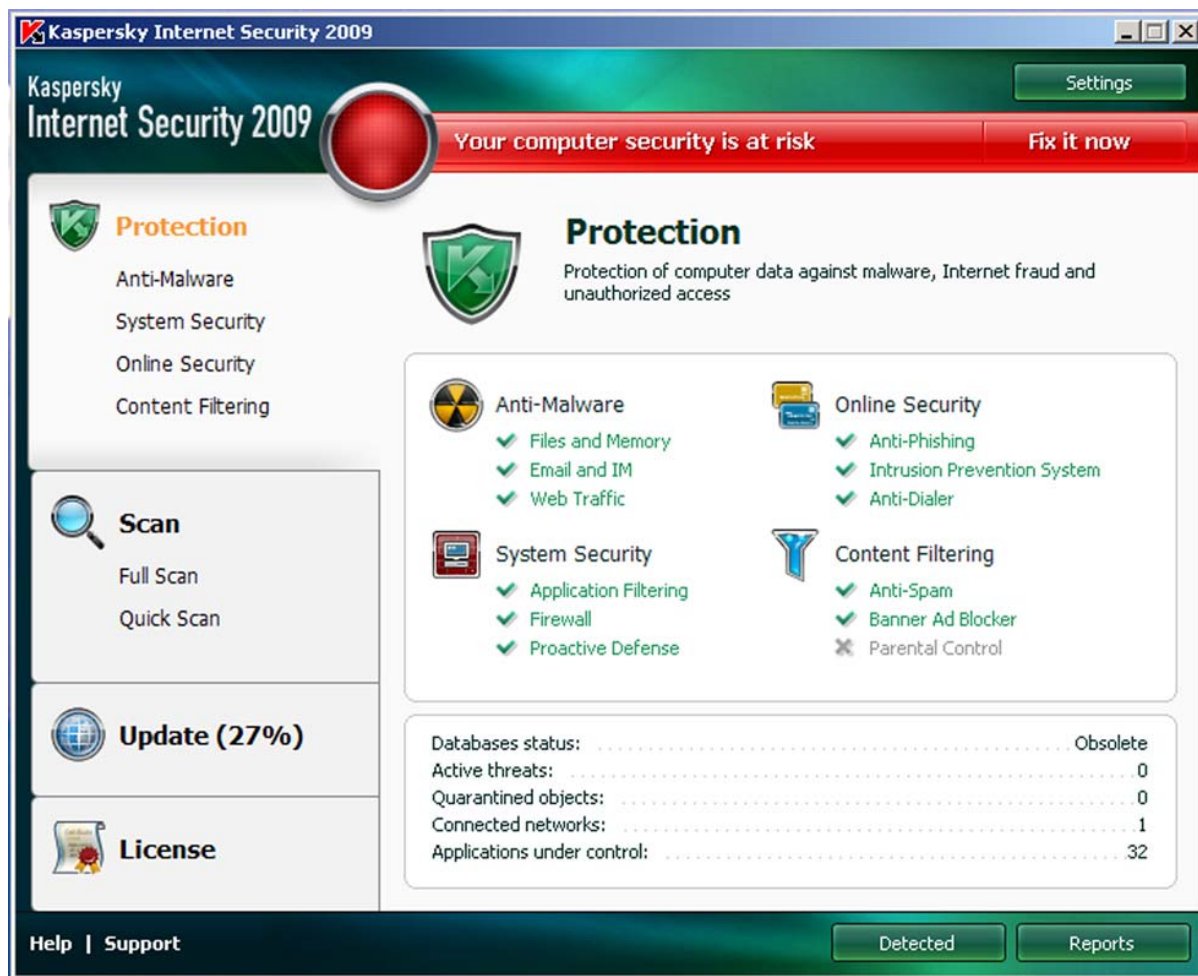 Kaspersky Internet Security 2009
Kaspersky
Internet Security 2009
Settings
Your computer security is at risk
Fix it now
Protection
Anti-Malware
System Security
Online Security
Content Filtering
Scan
Full Scan
Quick Scan
Update (27%)
License
Protection
Protection of computer data against malware, Internet fraud and
unauthorized access
Anti-Malware
Files and Memory
Email and IM
Web Traffic
Online Security
Anti-Phishing
Intrusion Prevention System
Anti-Dialer
System Security
Application Filtering
Firewall
Proactive Defense
Content Filtering
Anti-Spam
Banner Ad Blocker
Parental Control
Databases status: Obsolete
Active threats: 0
Quarantined objects: 0
Connected networks: 1
Applications under control: 32
Help | Support
Detected
Reports